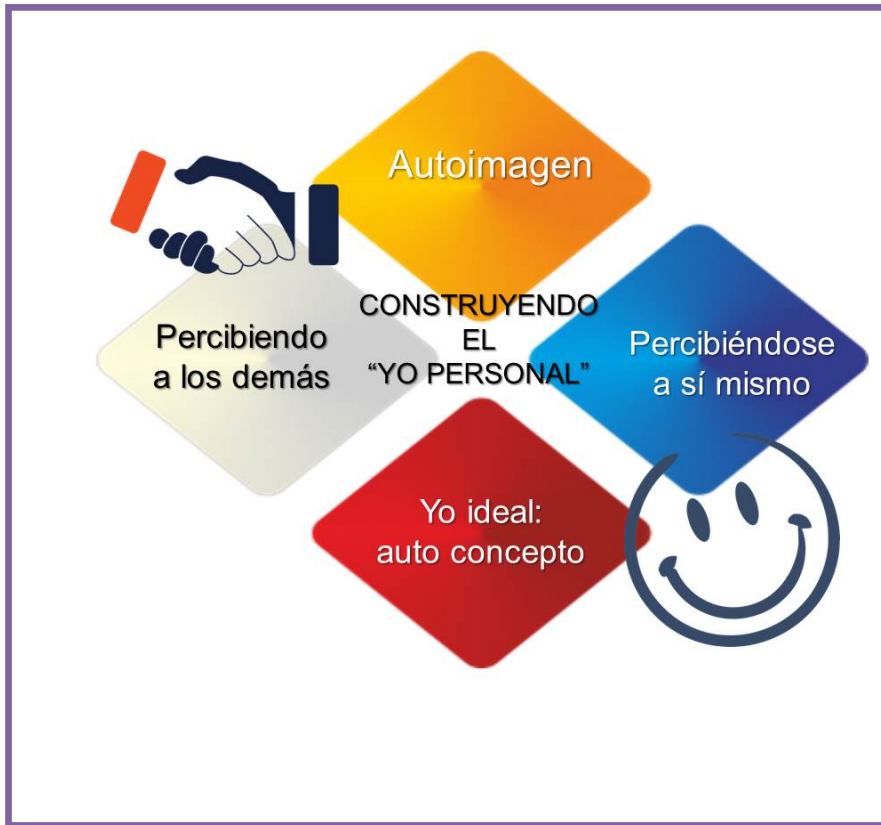 Autoimagen
CONSTRUYENDO
EL
“YO PERSONAL”
Percibiendo
a los demás
Percibiéndose
a sí mismo
Yo ideal:
auto concepto